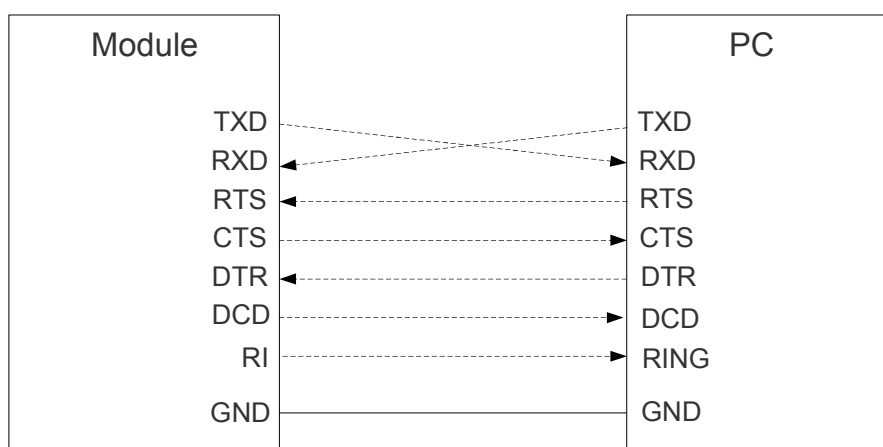 Module PC
TXD TXD
RXD RXD
RTS RTS
CTS CTS
DTR DTR
DCD DCD
RI RING
GND GND